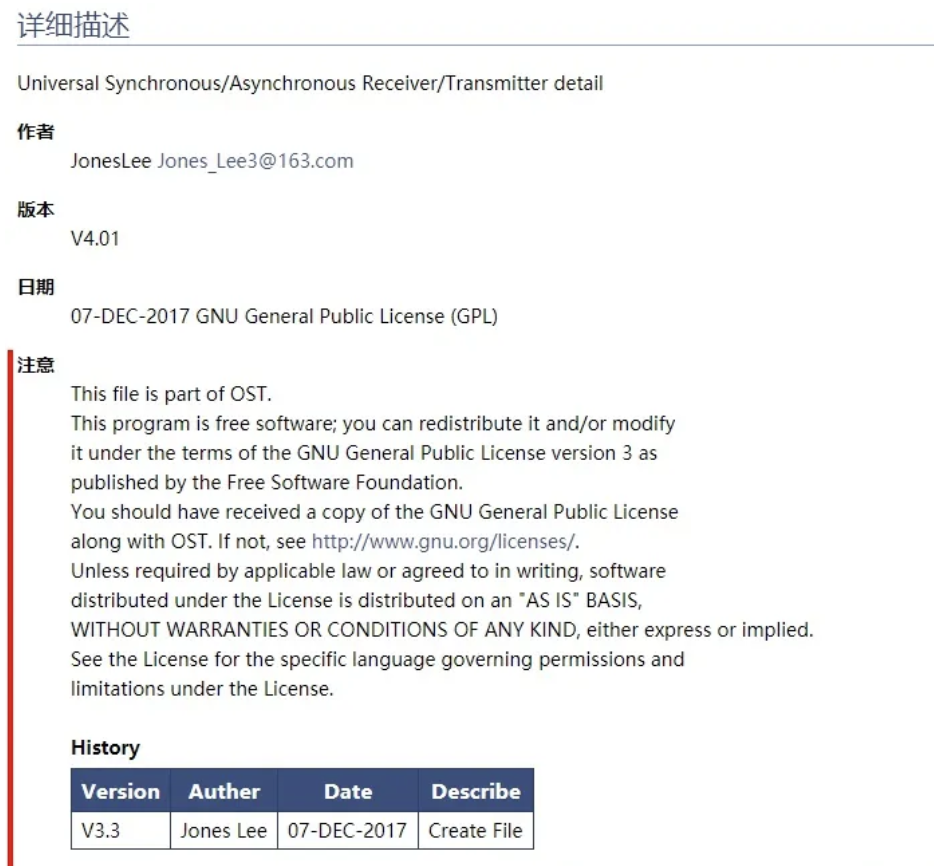 详细描述
Universal Synchronous/Asynchronous Receiver/Transmitter detail
作者
JonesLee Jones_Lee3@163.com
版本
V4.01
日期
07-DEC-2017 GNU General Public License (GPL)
注意
This file is part of OST.
This program is free software; you can redistribute it and/or modify
it under the terms of the GNU General Public License version 3 as
published by the Free Software Foundation.
You should have received a copy of the GNU General Public License
along with OST. If not, see http://www.gnu.org/licenses/.
Unless required by applicable law or agreed to in writing, software
distributed under the License is distributed on an "AS IS" BASIS,
WITHOUT WARRANTIES OR CONDITIONS OF ANY KIND, either express or implied.
See the License for the specific language governing permissions and
limitations under the License.
History
Version Auther Date Describe
V3.3 Jones Lee 07-DEC-2017 Create File